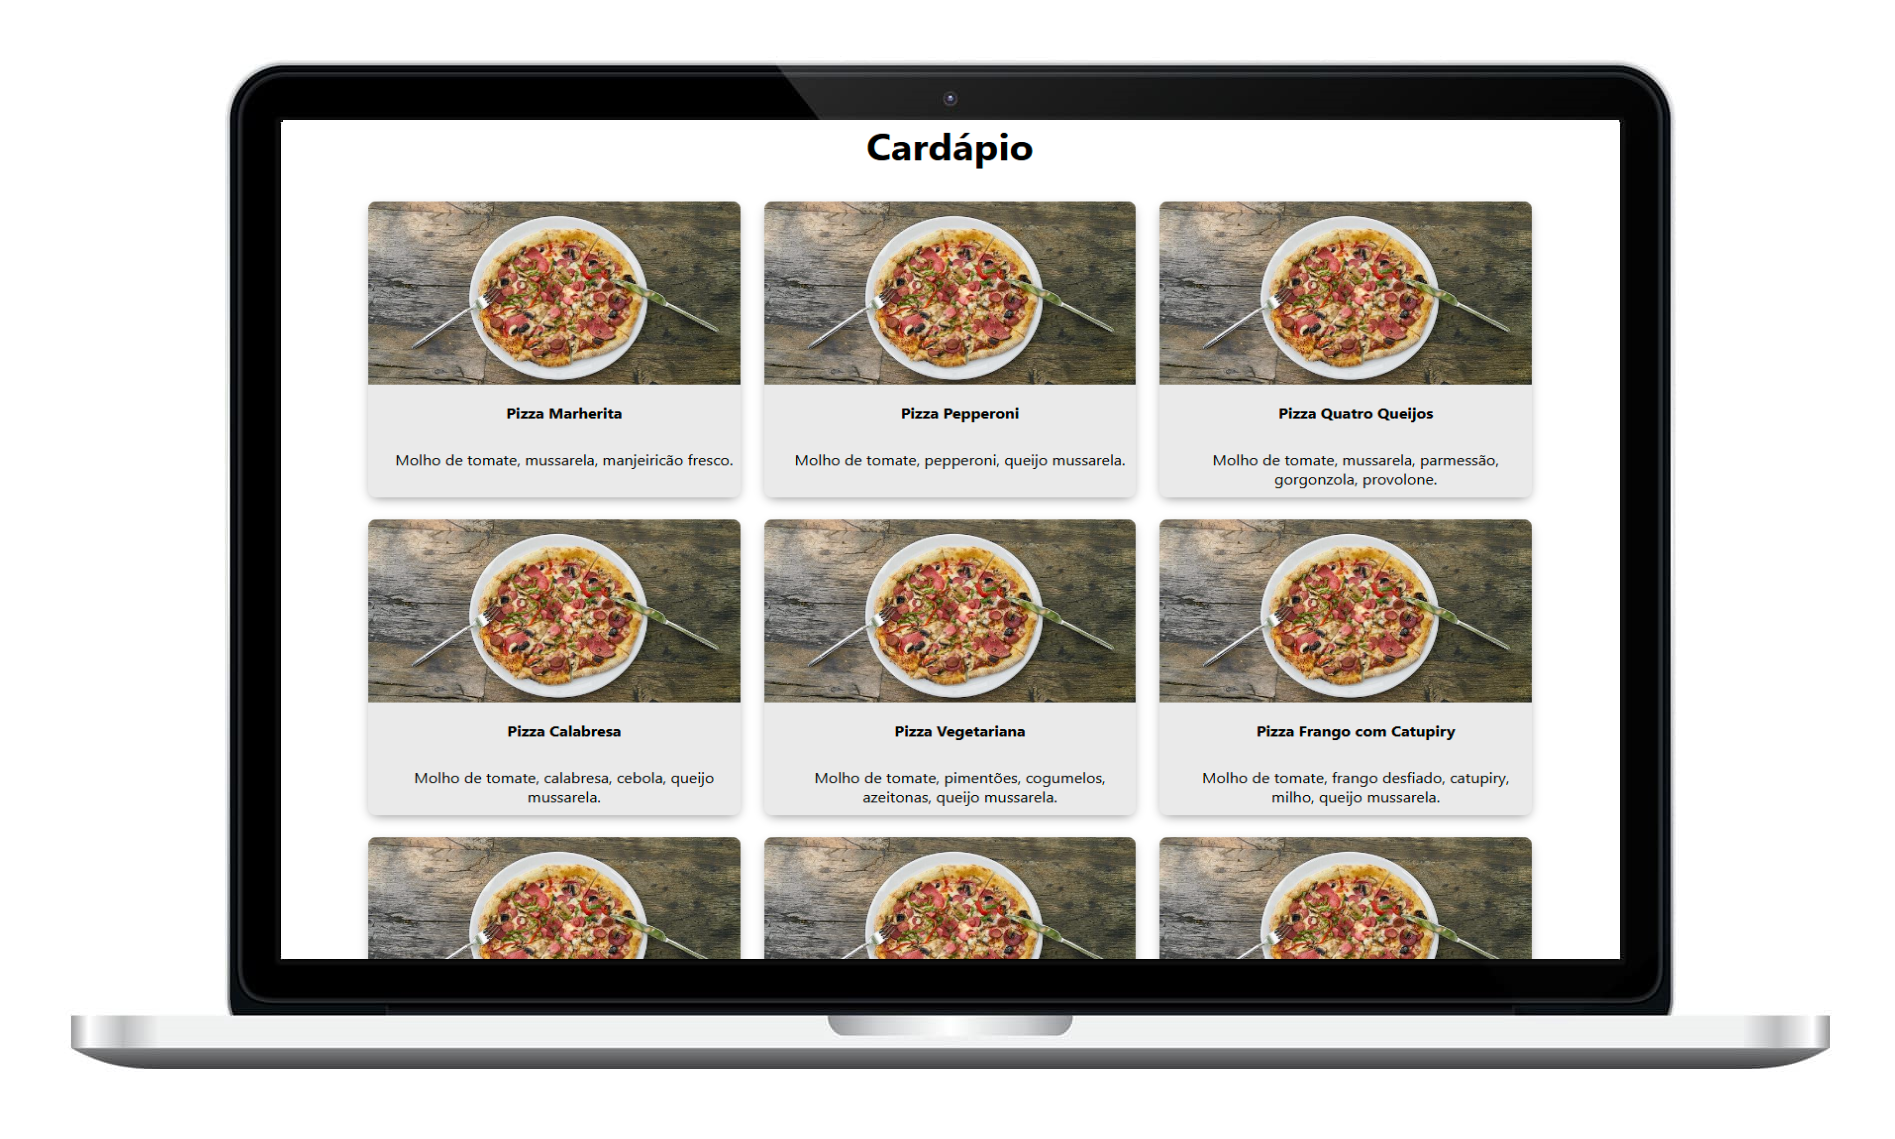 Cardápio
Pizza Marherita
Molho de tomate, mussarela, manjeiricão fresco.
Pizza Pepperoni
Molho de tomate, pepperoni, queijo mussarela.
Pizza Quatro Queijos
Molho de tomate, mussarela, parmessão,
gorgonzola, provolone.
Pizza Calabresa
Molho de tomate, calabresa, cebola, queijo
mussarela.
Pizza Vegetariana
Molho de tomate, pimentões, cogumelos,
azeitonas, queijo mussarela.
Pizza Frango com Catupiry
Molho de tomate, frango desfiado, catupiry,
milho, queijo mussarela.